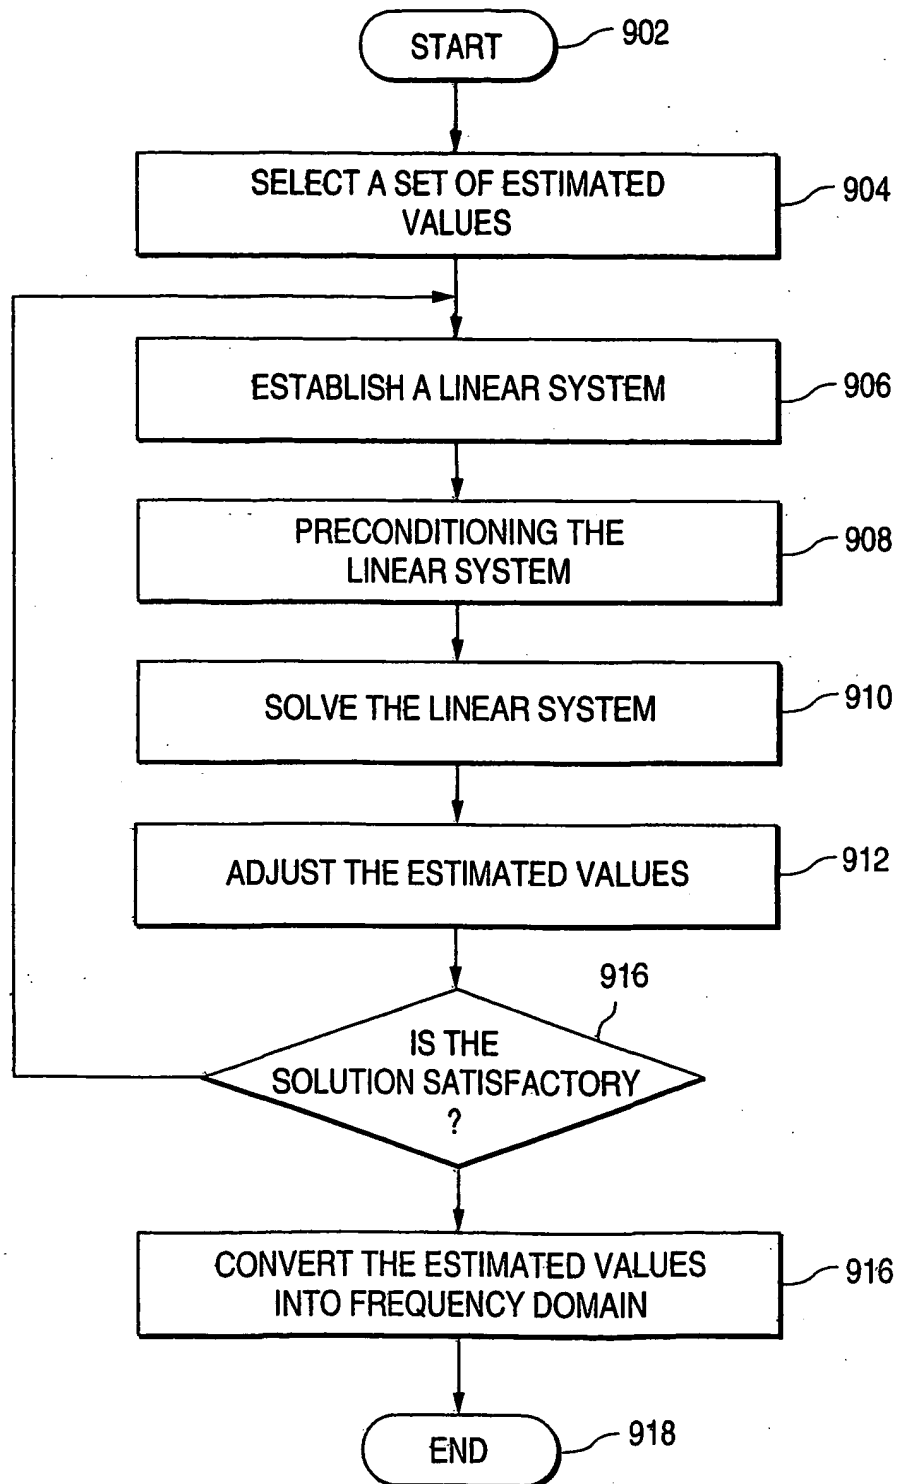 START
902
SELECT A SET OF ESTIMATED
VALUES
904
ESTABLISH A LINEAR SYSTEM
906
PRECONDITIONING THE
LINEAR SYSTEM
908
SOLVE THE LINEAR SYSTEM
910
ADJUST THE ESTIMATED VALUES
912
916
IS THE
SOLUTION SATISFACTORY
?
CONVERT THE ESTIMATED VALUES
INTO FREQUENCY DOMAIN
916
END
918